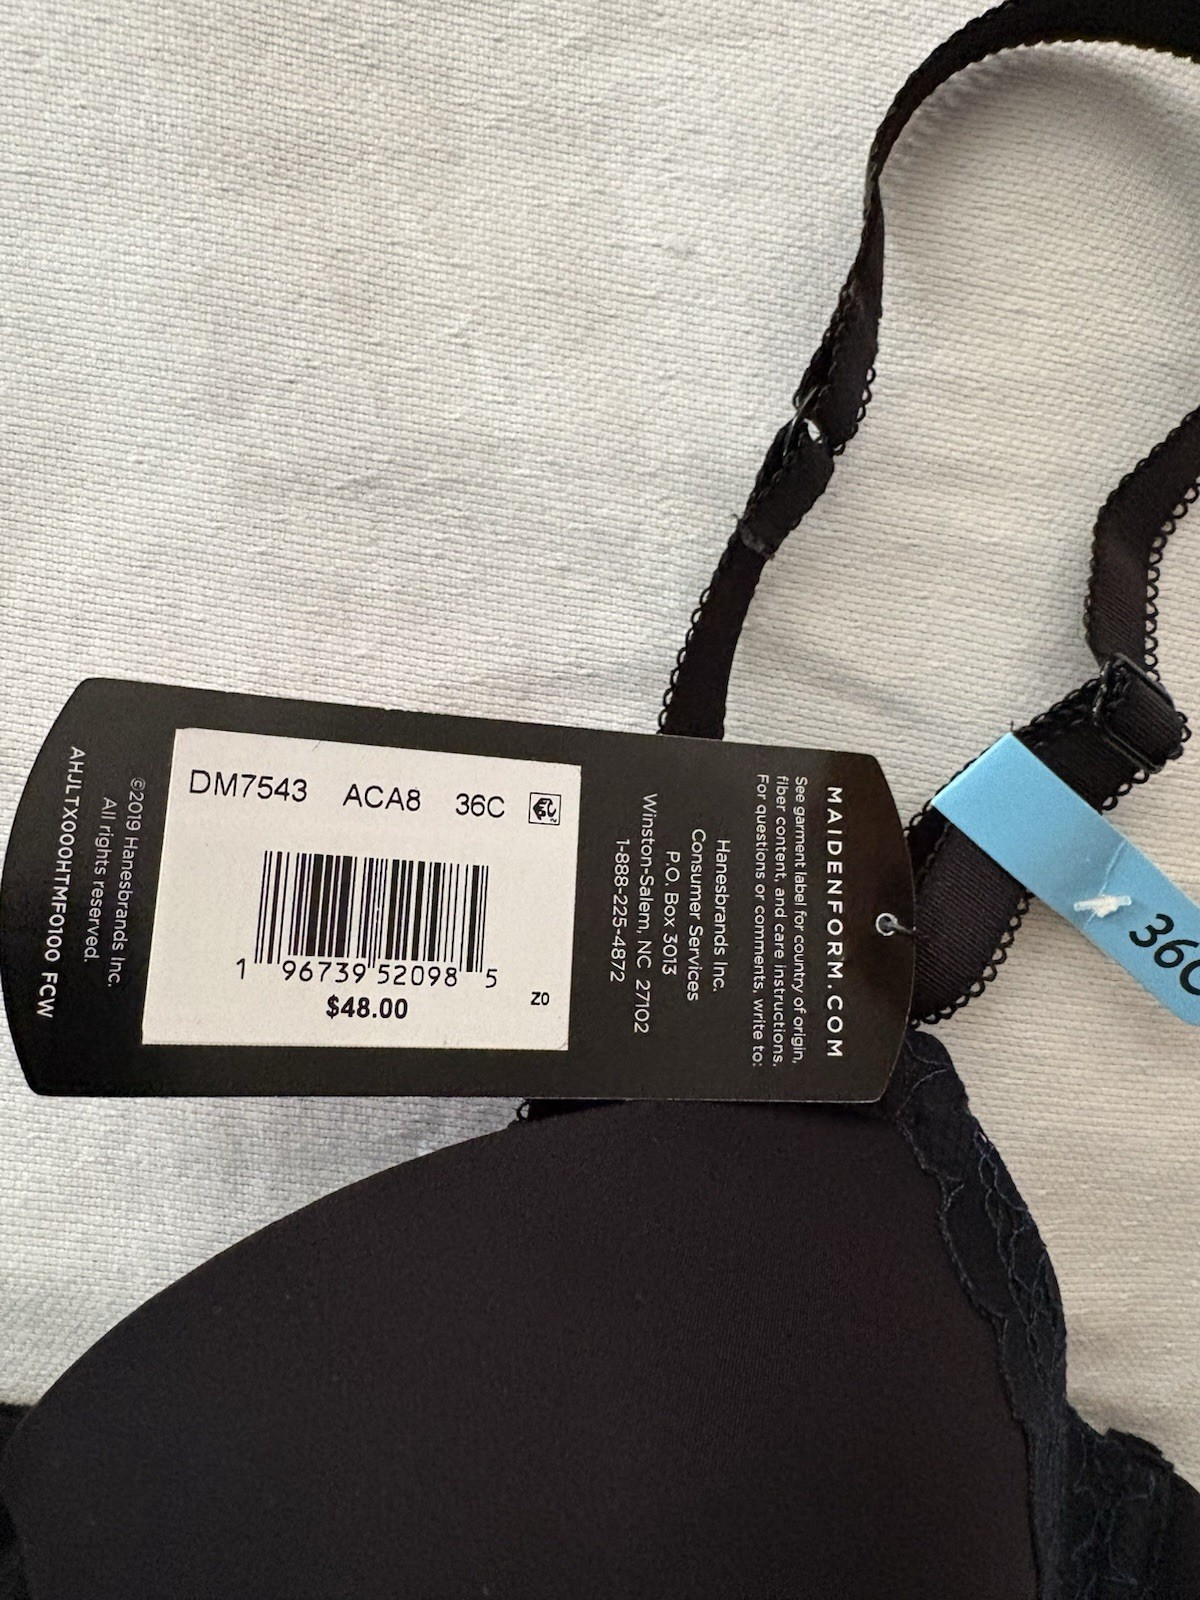 DM7543 ACA8 36C
1 96739 52098 5
$48.00
Z0
MAIDENFORM.COM
See garment label for country of origin,
fiber content, and care instructions.
For questions or comments, write to:
Hanesbrands Inc.
Consumer Services
P.O. Box 3013
Winston-Salem, NC 27102
1-888-225-4872
©2019 Hanesbrands Inc.
All rights reserved.
AHJLTX000HTMF0100 FCW
36C